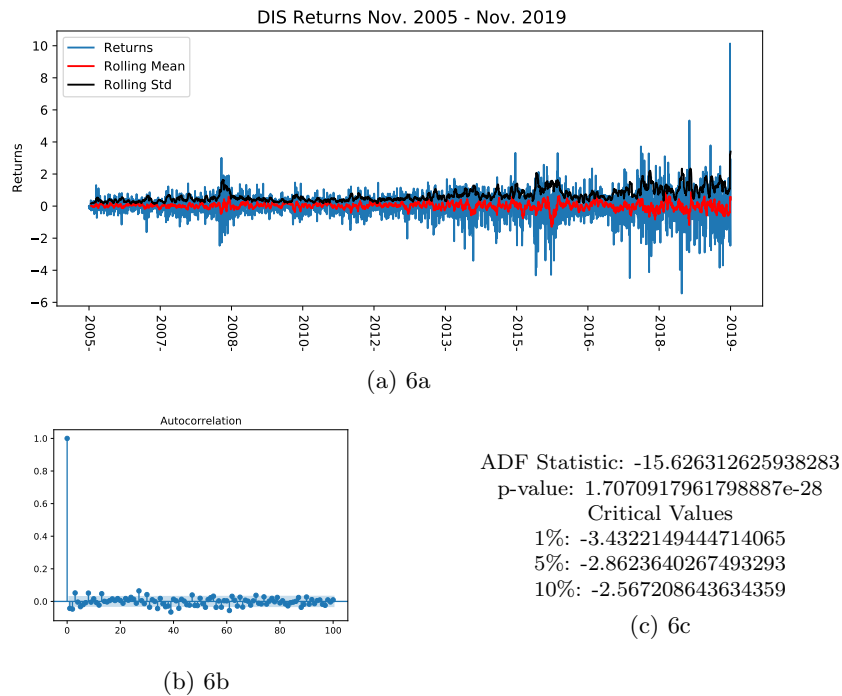 DIS Returns Nov. 2005 - Nov. 2019
Returns
Rolling Mean
Rolling Std
Returns
10
8
6
4
2
0
−2
−4
−6
2005-
2007-
2008-
2010-
2012-
2013-
2015-
2016-
2018-
2019-
(a) 6a
Autocorrelation
1.0
0.8
0.6
0.4
0.2
0.0
0 20 40 60 80 100
(b) 6b
ADF Statistic: -15.626312625938283
p-value: 1.7070917961798887e-28
Critical Values
1%: -3.4322149444714065
5%: -2.8623640267493293
10%: -2.567208643634359
(c) 6c